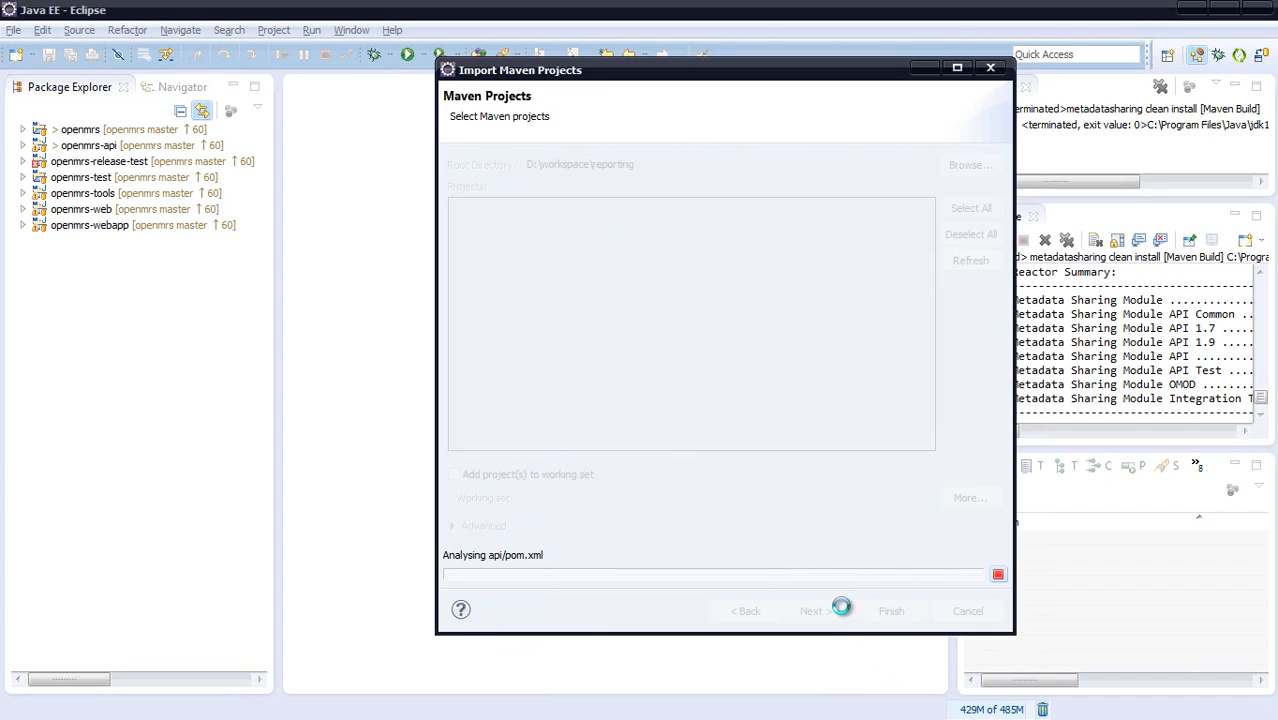 Java EE - Eclipse
File Edit Source Refactor Navigate Search Project Run Window Help
Quick Access
Package Explorer Navigator
> openmrs [openmrs master ↑ 60]
> openmrs-api [openmrs master ↑ 60]
openmrs-release-test [openmrs master ↑ 60]
openmrs-test [openmrs master ↑ 60]
openmrs-tools [openmrs master ↑ 60]
openmrs-web [openmrs master ↑ 60]
openmrs-webapp [openmrs master ↑ 60]
Import Maven Projects
Maven Projects
Select Maven projects
Root Directory: D:\workspace\reporting Browse...
Projects:
Select All
Deselect All
Refresh
Add project(s) to working set
Working set: More...
Advanced
Analysing api/pom.xml
< Back Next > Finish Cancel
erminated>metadatasharing clean install [Maven Build]
<terminated, exit value: 0>C:\Program Files\Java\jdk1
e
d> metadatasharing clean install [Maven Build] C:\Progra
Reactor Summary:
Metadata Sharing Module ..................
Metadata Sharing Module API Common ..
Metadata Sharing Module API 1.7 .....
Metadata Sharing Module API 1.9 .....
Metadata Sharing Module API Test ....
Metadata Sharing Module OMOD ........
Metadata Sharing Module Integration T
T T C P S »8
n
429M of 485M